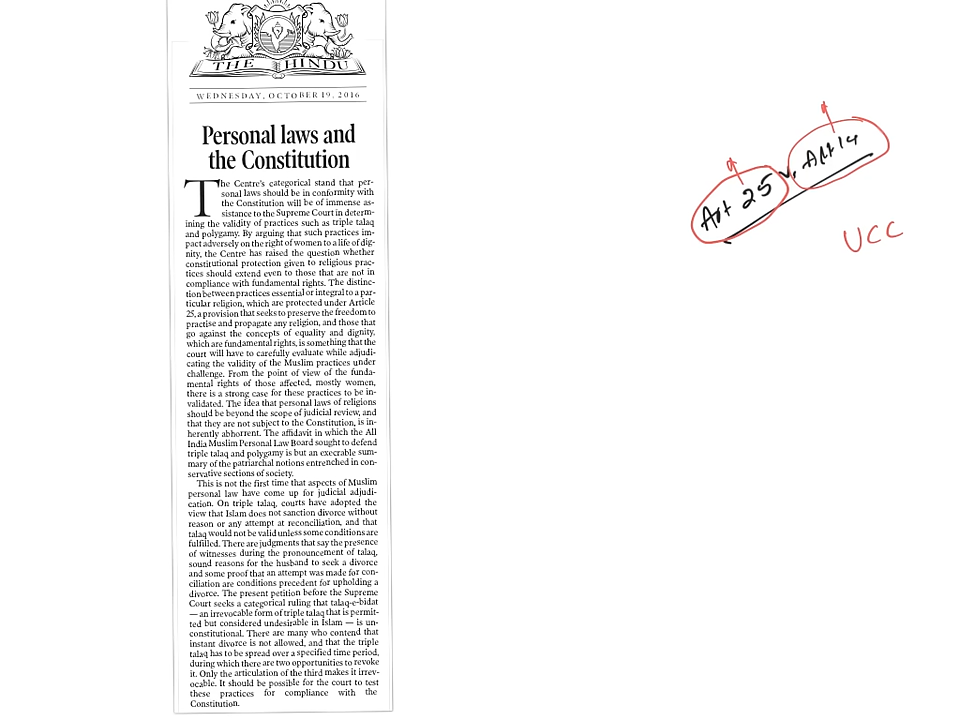 THE HINDU
WEDNESDAY, OCTOBER 19, 2016
Personal laws and
the Constitution
The Centre's categorical stand that per-
sonal laws should be in conformity with
the Constitution will be of immense as-
sistance to the Supreme Court in determ-
ining the validity of practices such as triple talaq
and polygamy. By arguing that such practices im-
pact adversely on the right of women to a life of dig-
nity, the Centre has raised the question whether
constitutional protection given to religious prac-
tices should extend even to those that are not in
compliance with fundamental rights. The distinc-
tion between practices essential or integral to a par-
ticular religion, which are protected under Article
25, a provision that seeks to preserve the freedom to
practise and propagate any religion, and those that
go against the concepts of equality and dignity,
which are fundamental rights, is something that the
court will have to carefully evaluate while adjudi-
cating the validity of the Muslim practices under
challenge. From the point of view of the funda-
mental rights of those affected, mostly women,
there is a strong case for these practices to be in-
validated. The idea that personal laws of religions
should be beyond the scope of judicial review, and
that they are not subject to the Constitution, is in-
herently abhorrent. The affidavit in which the All
India Muslim Personal Law Board sought to defend
triple talaq and polygamy is but an execrable sum-
mary of the patriarchal notions entrenched in con-
servative sections of society.
This is not the first time that aspects of Muslim
personal law have come up for judicial adjudi-
cation. On triple talaq, courts have adopted the
view that Islam does not sanction divorce without
reason or any attempt at reconciliation, and that
talaq would not be valid unless some conditions are
fulfilled. There are judgments that say the presence
of witnesses during the pronouncement of talaq,
sound reasons for the husband to seek a divorce
and some proof that an attempt was made for con-
ciliation are conditions precedent for upholding a
divorce. The present petition before the Supreme
Court seeks a categorical ruling that talaq-e-bidat
— an irrevocable form of triple talaq that is permit-
ted but considered undesirable in Islam — is un-
constitutional. There are many who contend that
instant divorce is not allowed, and that the triple
talaq has to be spread over a specified time period,
during which there are two opportunities to revoke
it. Only the articulation of the third makes it irrev-
ocable. It should be possible for the court to test
these practices for compliance with the
Constitution.
Art 25 v. Art 14
UCC